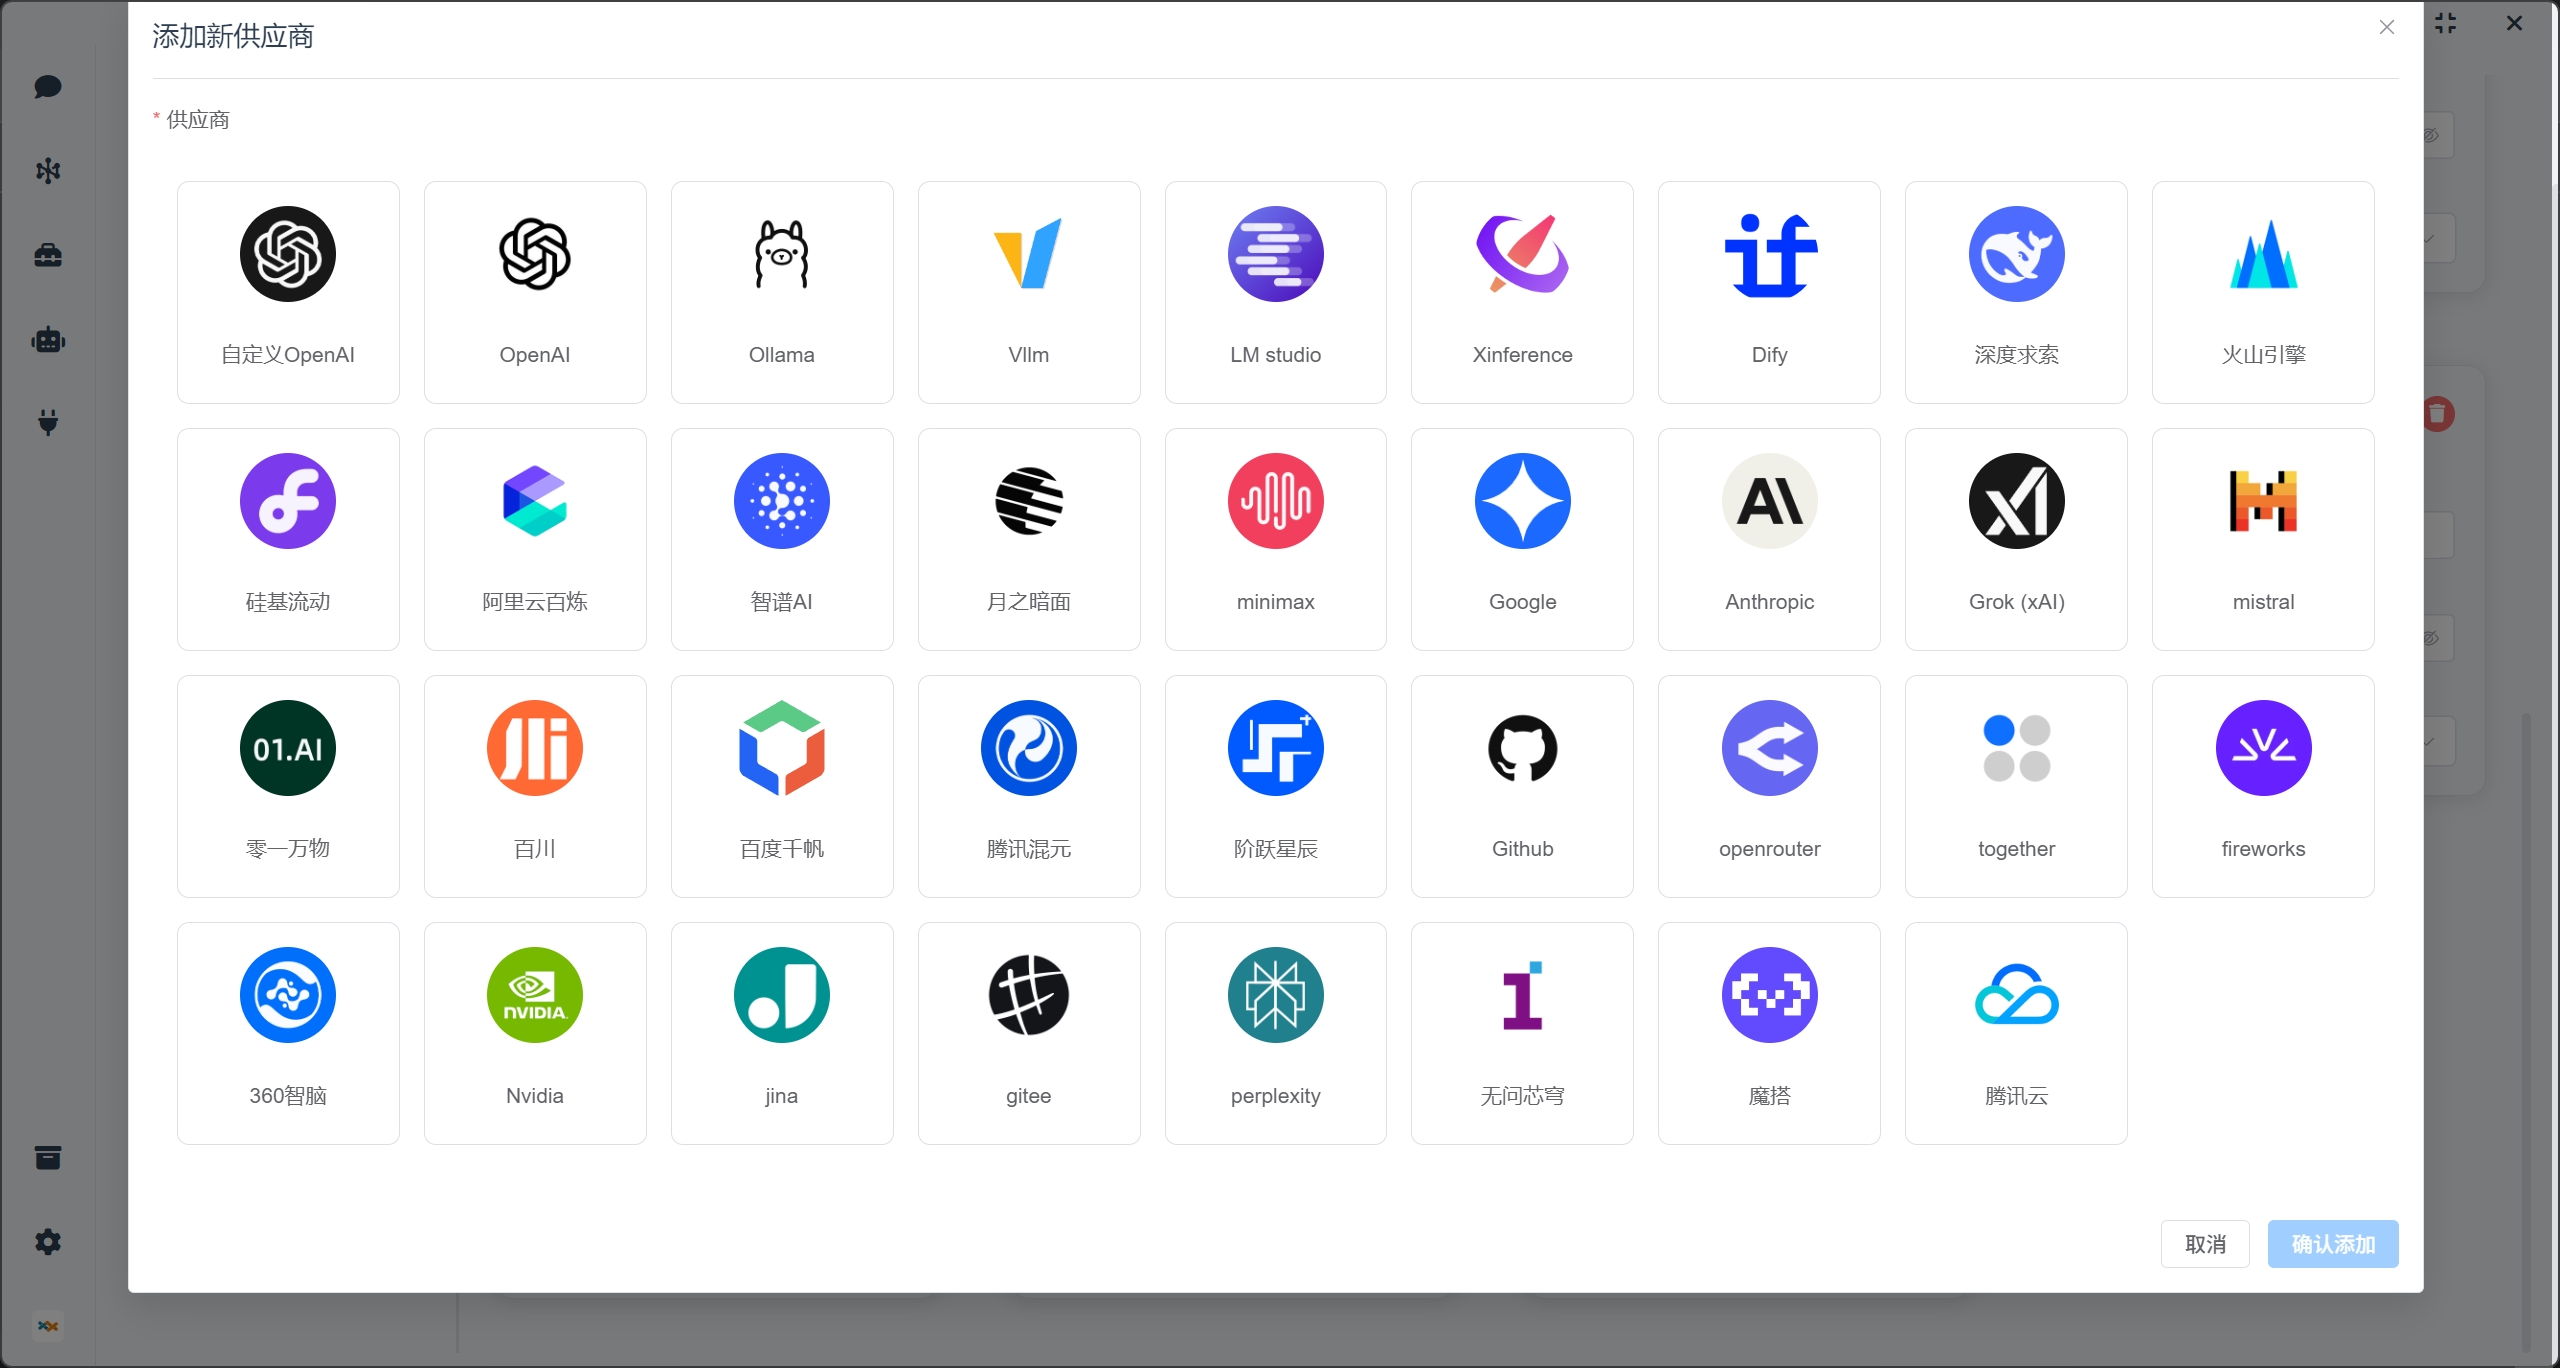 添加新供应商
* 供应商
自定义OpenAI
OpenAI
Ollama
Vllm
LM studio
Xinference
Dify
深度求索
火山引擎
硅基流动
阿里云百炼
智谱AI
月之暗面
minimax
Google
Anthropic
Grok (xAI)
mistral
01.AI
零一万物
百川
百度千帆
腾讯混元
阶跃星辰
Github
openrouter
together
fireworks
360智脑
NVIDIA.
Nvidia
jina
gitee
perplexity
无问芯穹
魔搭
腾讯云
取消
确认添加